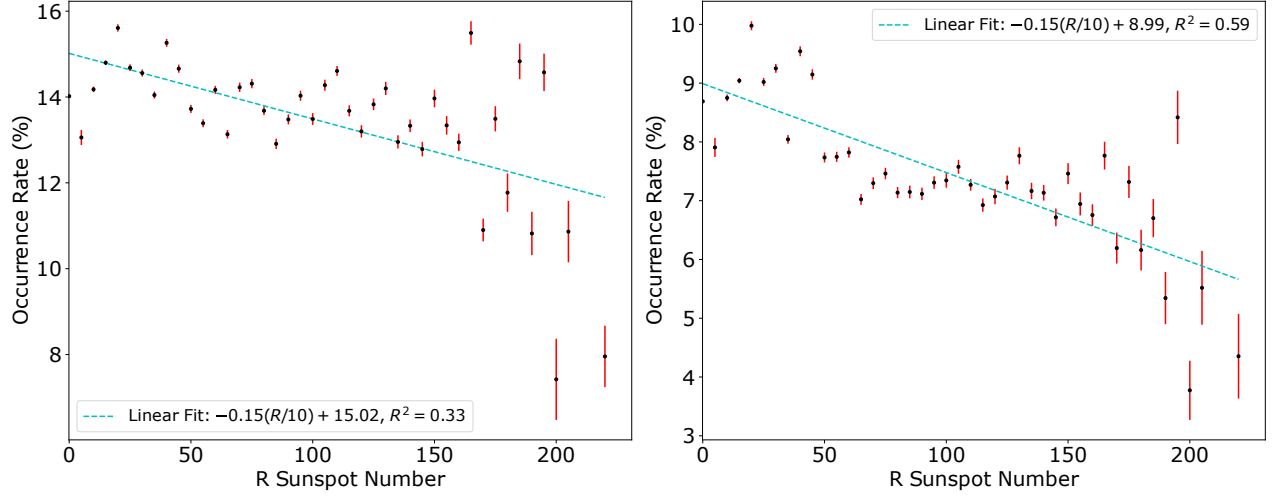 16
14
12
10
8
Occurrence Rate (%)
Linear Fit: −0.15(R/10) + 15.02, R² = 0.33
0 50 100 150 200
R Sunspot Number
10
9
8
7
6
5
4
3
Occurrence Rate (%)
Linear Fit: −0.15(R/10) + 8.99, R² = 0.59
0 50 100 150 200
R Sunspot Number